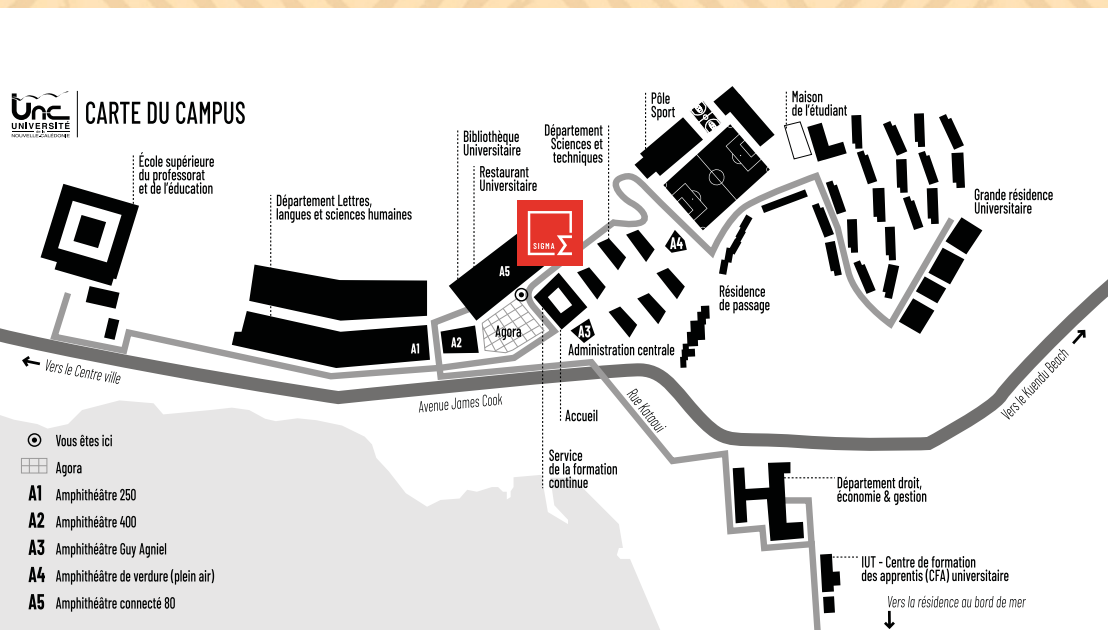 Unc
UNIVERSITÉ
DE LA
NOUVELLE-CALÉDONIE
CARTE DU CAMPUS
École supérieure
du professorat
et de l'éducation
Département Lettres,
langues et sciences humaines
Bibliothèque
Universitaire
Restaurant
Universitaire
Département
Sciences et
techniques
Pôle
Sport
Maison
de l'étudiant
Grande résidence
Universitaire
SIGMA
A5
A4
Résidence
de passage
Agora
A3
A2
A1
Administration centrale
Vers le Centre ville
Avenue James Cook
Rue Kataoui
Vers le Kuendu Beach
Accueil
Service
de la formation
continue
Département droit,
économie & gestion
IUT - Centre de formation
des apprentis (CFA) universitaire
Vers la résidence au bord de mer
Vous êtes ici
Agora
A1 Amphithéâtre 250
A2 Amphithéâtre 400
A3 Amphithéâtre Guy Agniel
A4 Amphithéâtre de verdure (plein air)
A5 Amphithéâtre connecté 80